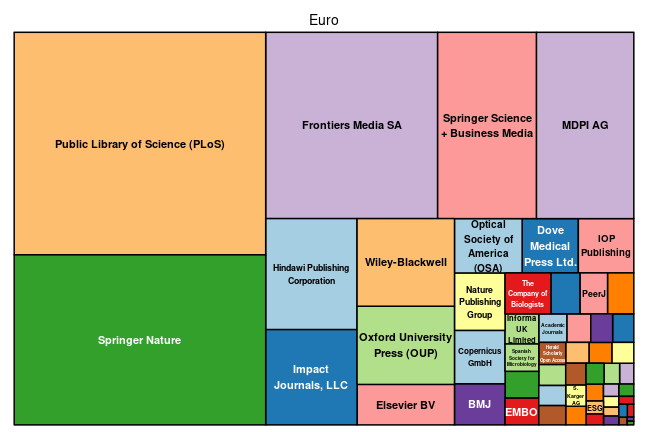 Euro
Public Library of Science (PLoS)
Springer Nature
Frontiers Media SA
Springer Science
+ Business Media
MDPI AG
Hindawi Publishing
Corporation
Impact
Journals, LLC
Wiley-Blackwell
Oxford University
Press (OUP)
Elsevier BV
Optical
Society of
America
(OSA)
Dove
Medical
Press Ltd.
IOP
Publishing
Nature
Publishing
Group
Copernicus
GmbH
BMJ
The
Company of
Biologists
PeerJ
Informa
UK
Limited
Spanish
Society for
Microbiology
EMBO
Academic
Journals
Herald
Scholarly
Open Access
S.
Karger
AG
ESG